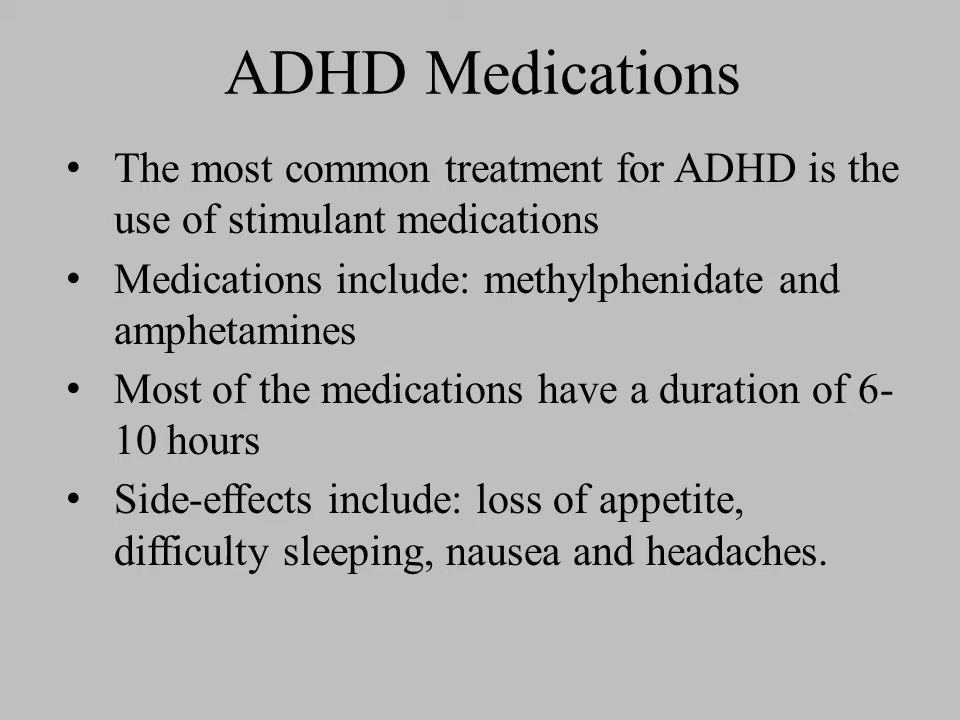 ADHD Medications
• The most common treatment for ADHD is the
use of stimulant medications
• Medications include: methylphenidate and
amphetamines
• Most of the medications have a duration of 6-
10 hours
• Side-effects include: loss of appetite,
difficulty sleeping, nausea and headaches.